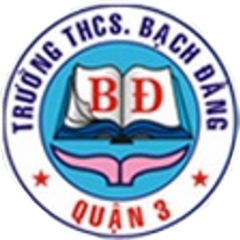 TRƯỜNG THCS. BẠCH ĐẰNG
BĐ
QUẬN 3